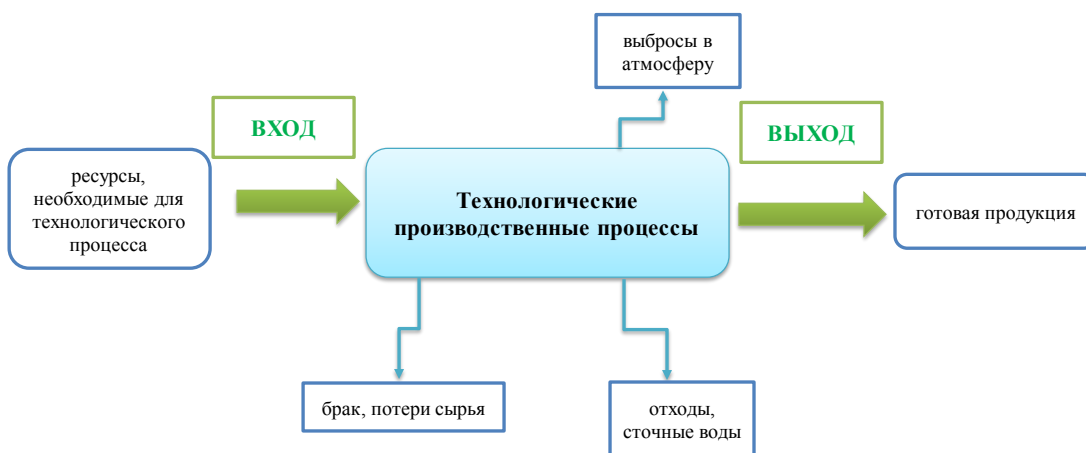 выбросы в
атмосферу
ВХОД
ВЫХОД
ресурсы,
необходимые для
технологического
процесса
Технологические
производственные процессы
готовая продукция
брак, потери сырья
отходы,
сточные воды